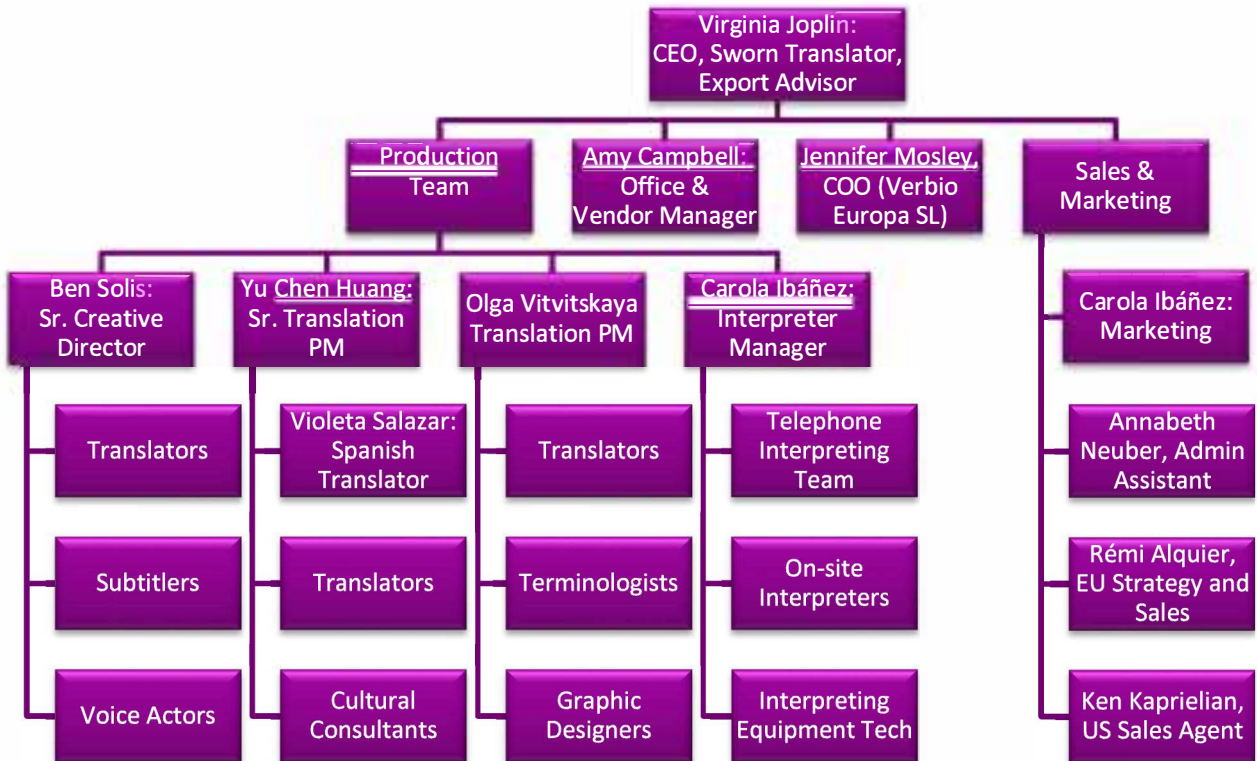 Virginia Joplin:
CEO, Sworn Translator,
Export Advisor
Production
Team
Amy Campbell:
Office &
Vendor Manager
Jennifer Mosley,
COO (Verbio
Europa SL)
Sales &
Marketing
Ben Solis:
Sr. Creative
Director
Yu Chen Huang:
Sr. Translation
PM
Olga Vitvitskaya
Translation PM
Carola Ibáñez:
Interpreter
Manager
Carola Ibáñez:
Marketing
Translators
Violeta Salazar:
Spanish
Translator
Translators
Telephone
Interpreting
Team
Annabeth
Neuber, Admin
Assistant
Subtitlers
Translators
Terminologists
On-site
Interpreters
Rémi Alquier,
EU Strategy and
Sales
Voice Actors
Cultural
Consultants
Graphic
Designers
Interpreting
Equipment Tech
Ken Kaprielian,
US Sales Agent